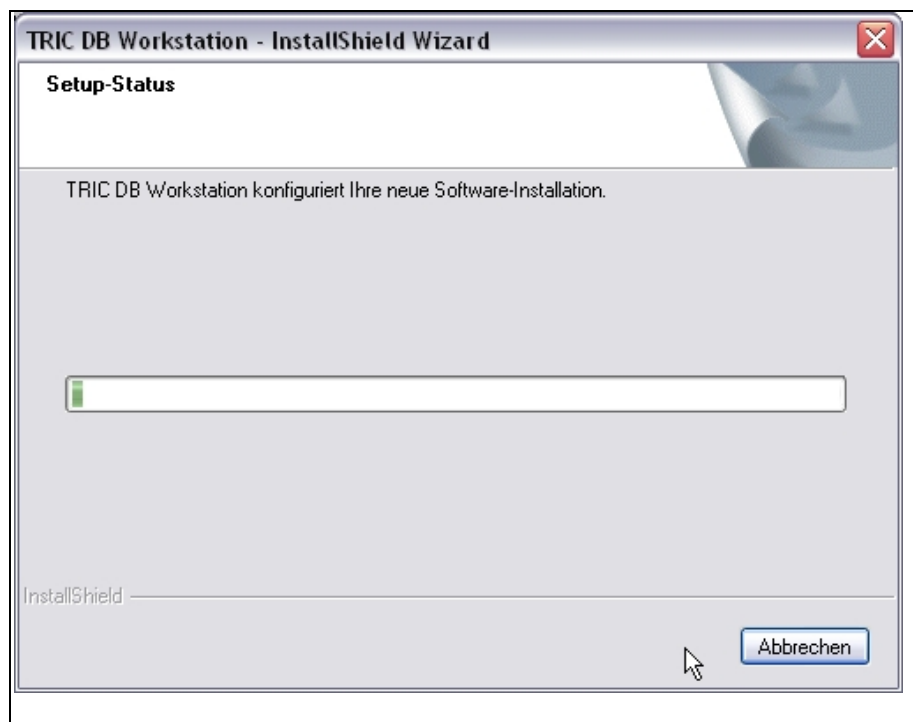 TRIC DB Workstation - InstallShield Wizard
Setup-Status
TRIC DB Workstation konfiguriert Ihre neue Software-Installation.
InstallShield
Abbrechen